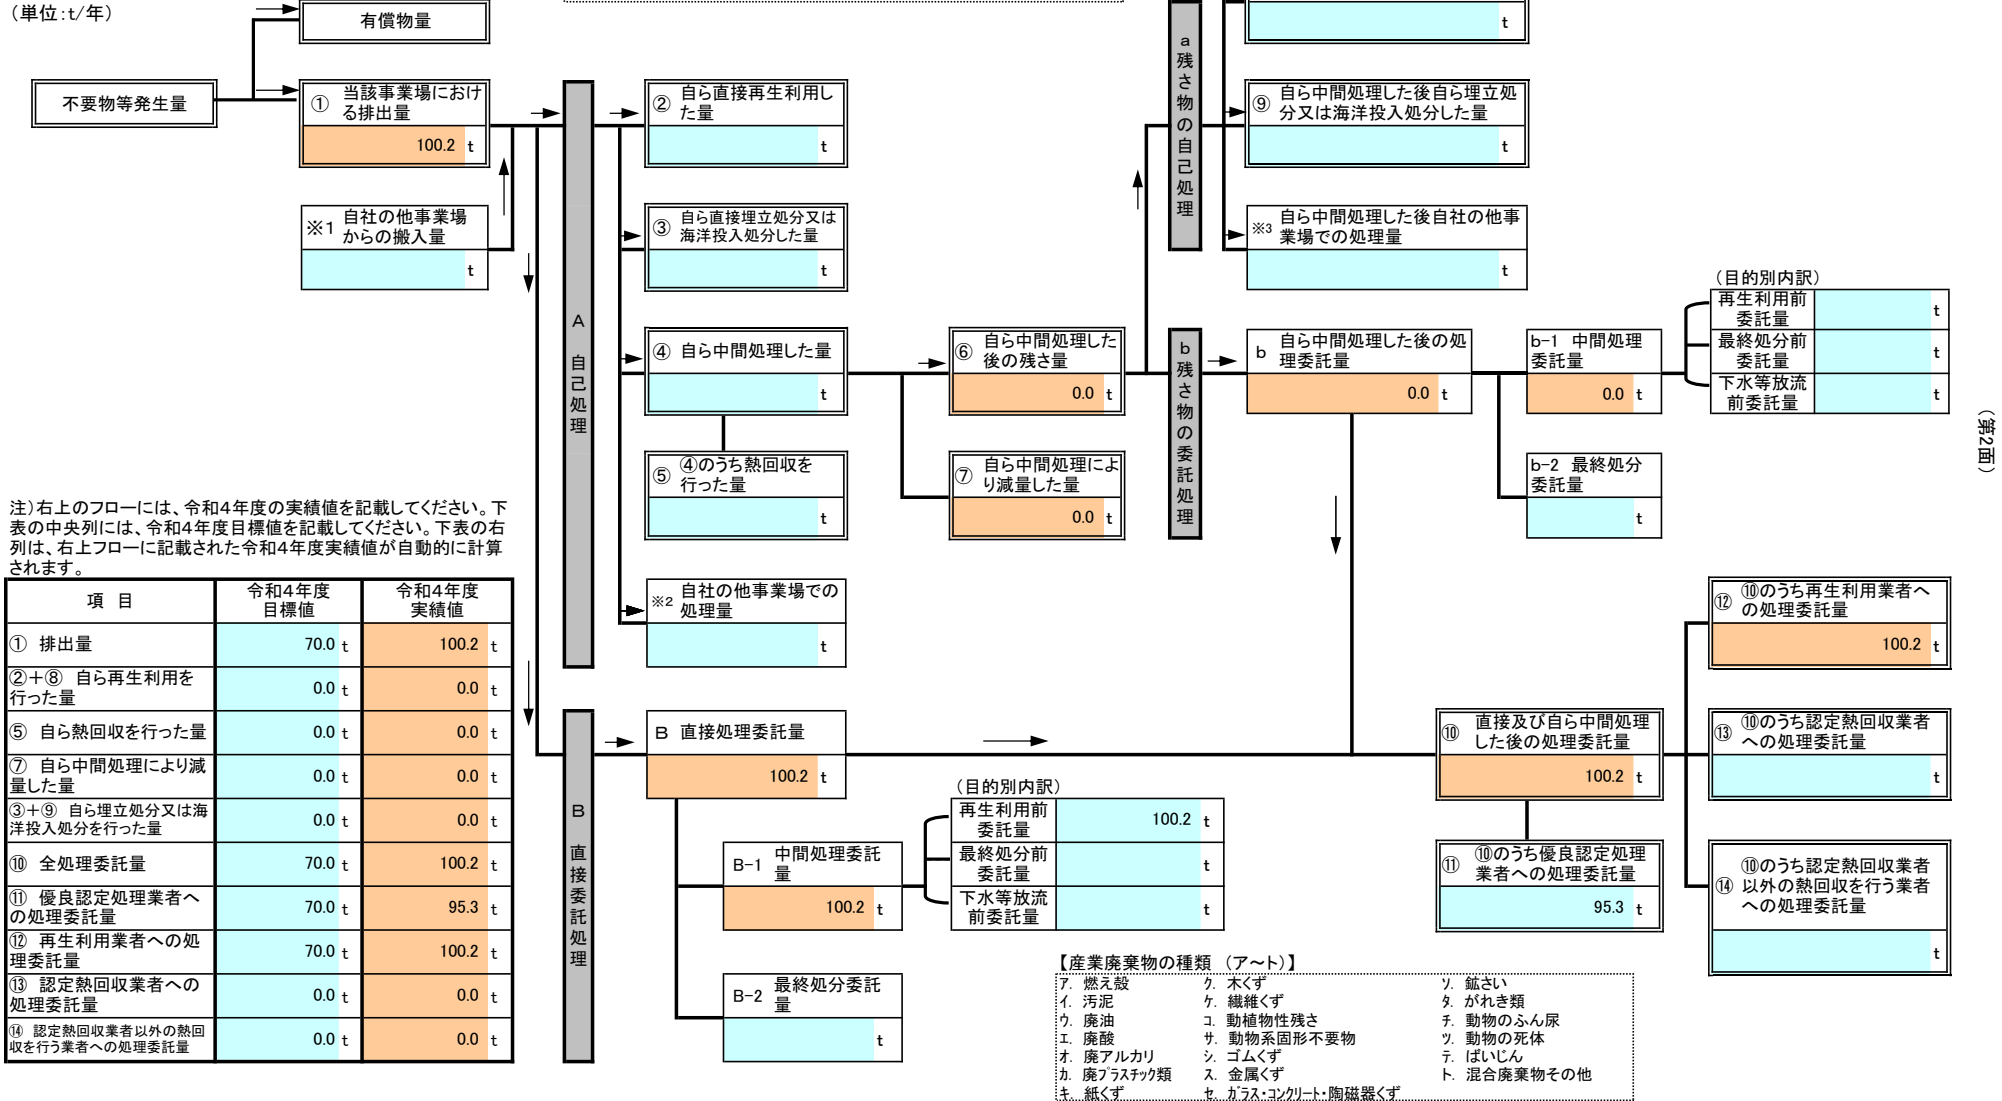 （単位：t/年）
有償物量
不要物等発生量
① 当該事業場におけ
る排出量
100.2 t
※1 自社の他事業場
からの搬入量
t
A 自己処理
② 自ら直接再生利用し
た量
t
③ 自ら直接埋立処分又は
海洋投入処分した量
t
④ 自ら中間処理した量
t
⑤ ④のうち熱回収を
行った量
t
※2 自社の他事業場での
処理量
t
⑥ 自ら中間処理した
後の残さ量
0.0 t
⑦ 自ら中間処理によ
り減量した量
0.0 t
a 残さ物の自己処理
t
⑨ 自ら中間処理した後自ら埋立処
分又は海洋投入処分した量
t
※3 自ら中間処理した後自社の他事
業場での処理量
t
b 残さ物の委託処理
b 自ら中間処理した後の処
理委託量
0.0 t
b-1 中間処理
委託量
0.0 t
b-2 最終処分
委託量
t
（目的別内訳）
再生利用前
委託量
t
最終処分前
委託量
t
下水等放流
前委託量
t
（第2面）
注）右上のフローには、令和4年度の実績値を記載してください。下
表の中央列には、令和4年度目標値を記載してください。下表の右
列は、右上フローに記載された令和4年度実績値が自動的に計算
されます。
項 目
令和4年度
目標値
令和4年度
実績値
① 排出量 70.0 t 100.2 t
②＋⑧ 自ら再生利用を
行った量
0.0 t 0.0 t
⑤ 自ら熱回収を行った量 0.0 t 0.0 t
⑦ 自ら中間処理により減
量した量
0.0 t 0.0 t
③＋⑨ 自ら埋立処分又は海
洋投入処分を行った量
0.0 t 0.0 t
⑩ 全処理委託量 70.0 t 100.2 t
⑪ 優良認定処理業者へ
の処理委託量
70.0 t 95.3 t
⑫ 再生利用業者への処
理委託量
70.0 t 100.2 t
⑬ 認定熱回収業者への
処理委託量
0.0 t 0.0 t
⑭ 認定熱回収業者以外の熱回
収を行う業者への処理委託量
0.0 t 0.0 t
B 直接委託処理
B 直接処理委託量
100.2 t
B-1 中間処理委託
量
100.2 t
B-2 最終処分委託
量
t
（目的別内訳）
再生利用前
委託量
100.2 t
最終処分前
委託量
t
下水等放流
前委託量
t
⑩ 直接及び自ら中間処理
した後の処理委託量
100.2 t
⑪ ⑩のうち優良認定処理
業者への処理委託量
95.3 t
⑫ ⑩のうち再生利用業者へ
の処理委託量
100.2 t
⑬ ⑩のうち認定熱回収業者
への処理委託量
t
⑭ ⑩のうち認定熱回収業者
以外の熱回収を行う業者
への処理委託量
t
【産業廃棄物の種類 （ア～ト）】
ア. 燃え殻
イ. 汚泥
ウ. 廃油
エ. 廃酸
オ. 廃アルカリ
カ. 廃プラスチック類
キ. 紙くず
ク. 木くず
ケ. 繊維くず
コ. 動植物性残さ
サ. 動物系固形不要物
シ. ゴムくず
ス. 金属くず
セ. ガラス・コンクリート・陶磁器くず
ソ. 鉱さい
タ. がれき類
チ. 動物のふん尿
ツ. 動物の死体
テ. ばいじん
ト. 混合廃棄物その他